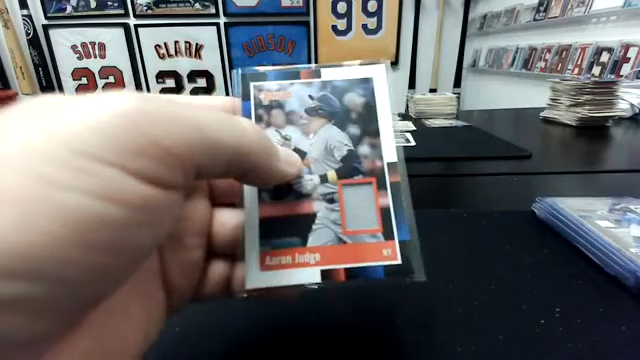 SOTO
22
CLARK
22
GIBSON
99
Aaron Judge
NY